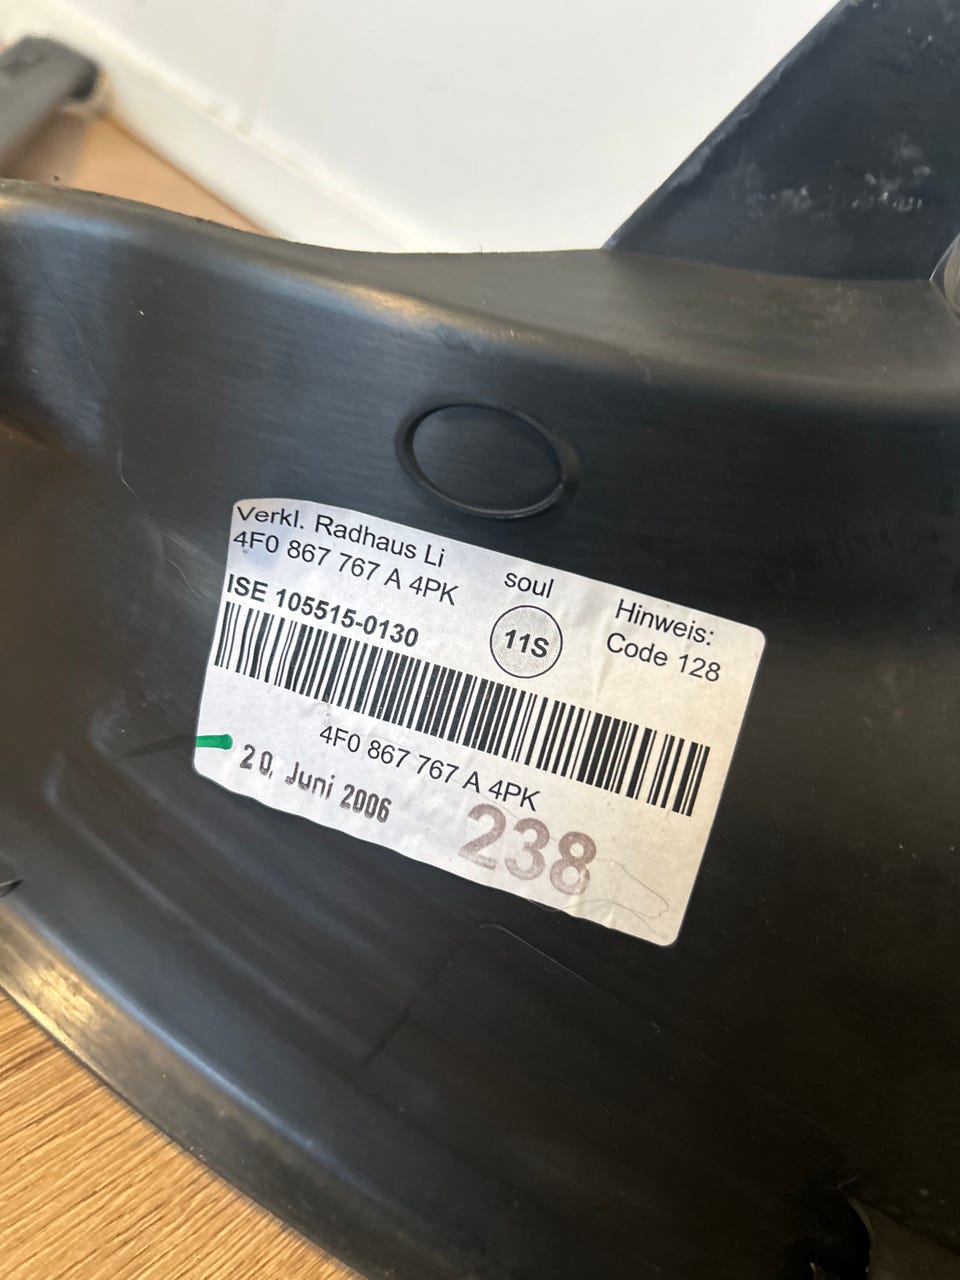 Verkl. Radhaus Li
4F0 867 767 A 4PK
ISE 105515-0130
soul
11S
Hinweis:
Code 128
4F0 867 767 A 4PK
20. Juni 2006
238